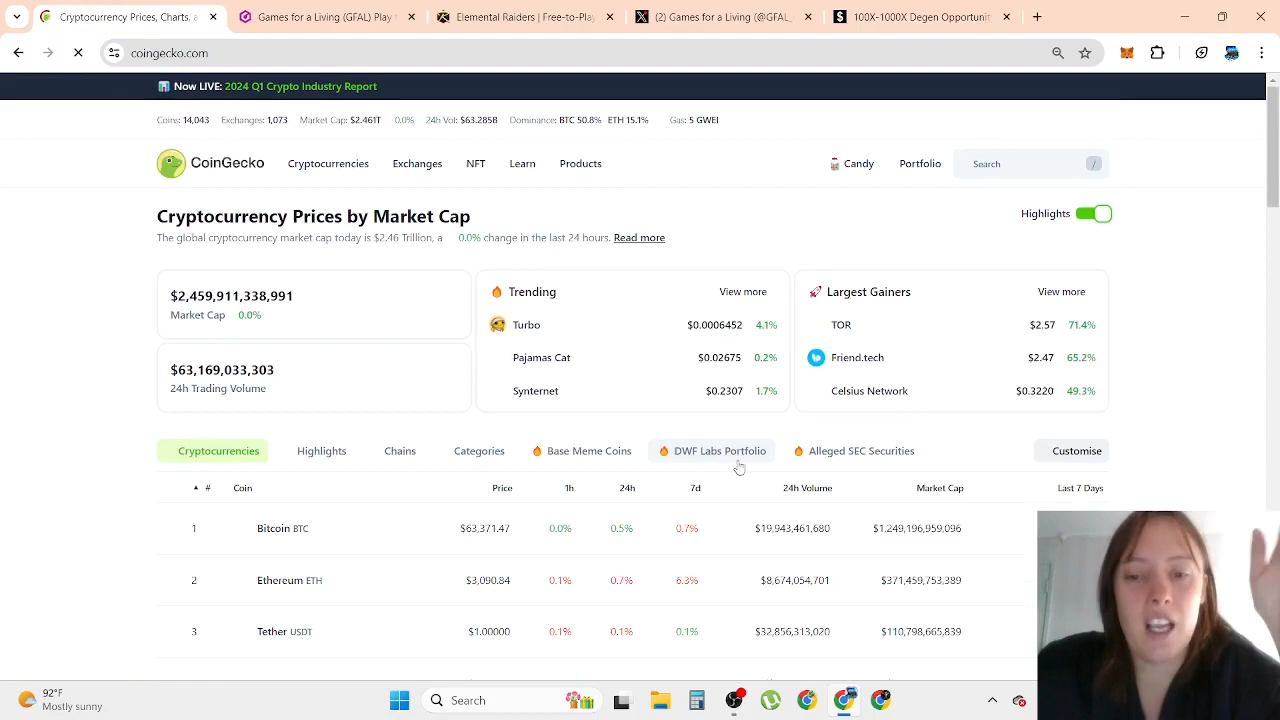 Cryptocurrency Prices, Charts, a
Games for a Living (GFAL) Play t
Elemental Raiders | Free-to-Play
(2) Games for a Living (@GFAL_
100X-1000X Degen Opportunit
coingecko.com
Now LIVE: 2024 Q1 Crypto Industry Report
Coins: 14,043 Exchanges: 1,073 Market Cap: $2.461T 0.0% 24h Vol: $63.285B Dominance: BTC 50.8% ETH 15.1% Gas: 5 GWEI
CoinGecko Cryptocurrencies Exchanges NFT Learn Products Candy Portfolio Search /
Cryptocurrency Prices by Market Cap
Highlights
The global cryptocurrency market cap today is $2.46 Trillion, a 0.0% change in the last 24 hours. Read more
$2,459,911,338,991
Market Cap 0.0%
$63,169,033,303
24h Trading Volume
Trending View more
Turbo $0.0006452 4.1%
Pajamas Cat $0.02675 0.2%
Synternet $0.2307 1.7%
Largest Gainers View more
TOR $2.57 71.4%
Friend.tech $2.47 65.2%
Celsius Network $0.3220 49.3%
Cryptocurrencies Highlights Chains Categories Base Meme Coins DWF Labs Portfolio Alleged SEC Securities Customise
# Coin Price 1h 24h 7d 24h Volume Market Cap Last 7 Days
1 Bitcoin BTC $63,371.47 0.0% 0.5% 0.7% $19,943,461,680 $1,249,196,959,096
2 Ethereum ETH $3,090.84 0.1% 0.7% 6.3% $8,674,054,701 $371,459,753,389
3 Tether USDT $1.00000 0.1% 0.1% 0.1% $32,856,313,020 $110,798,665,839
92°F
Mostly sunny
Search